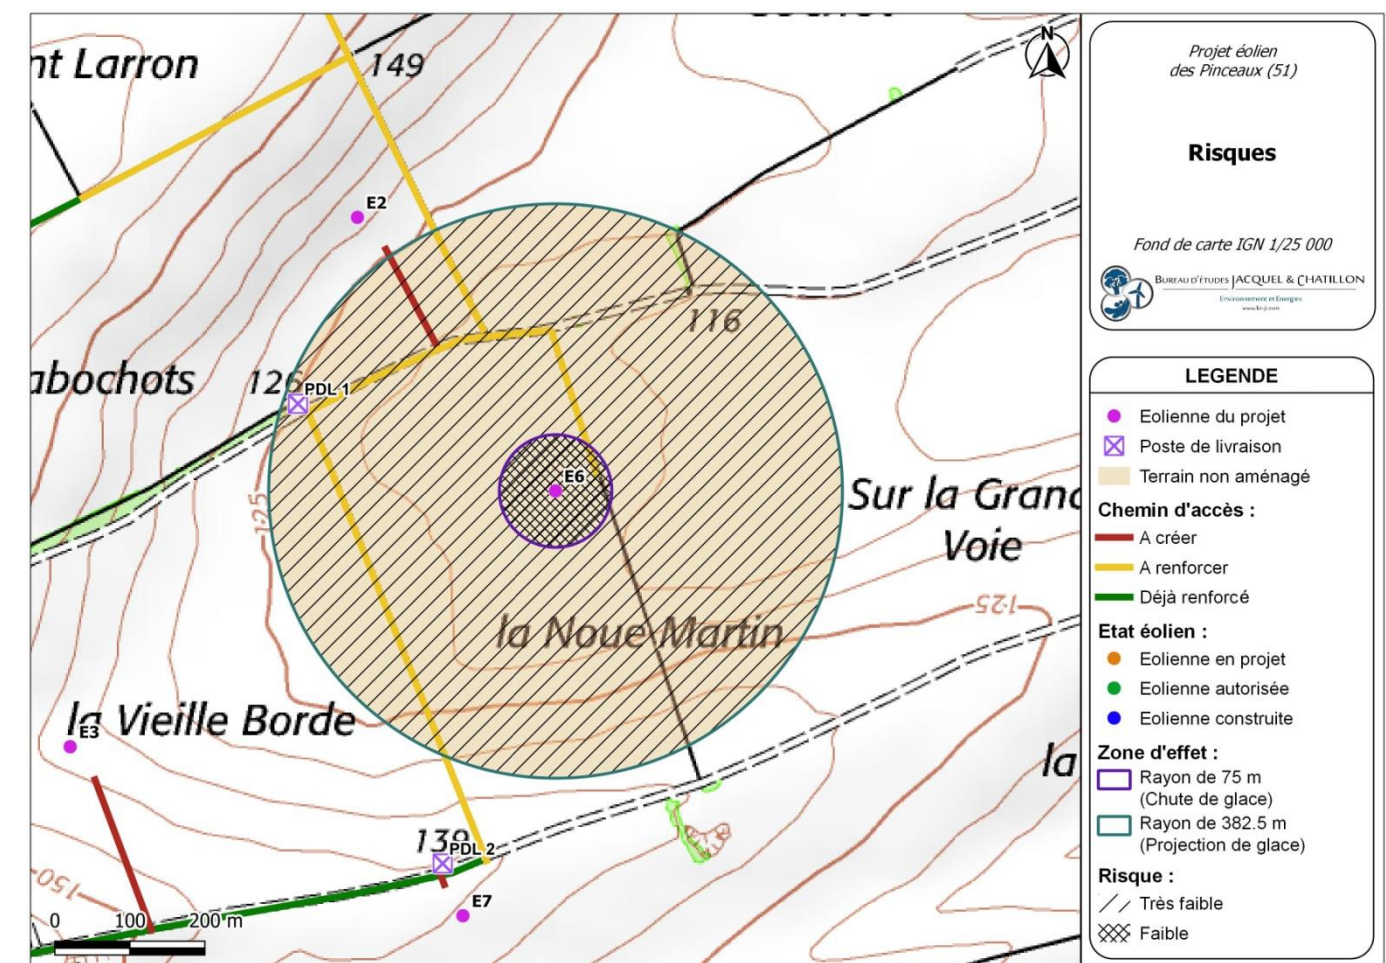 nt Larron
149
N
E2
116
abochots
126
PDL 1
E6
Sur la Grand
Voie
125
125
la Noue Martin
la Vieille Borde
E3
la
139
PDL 2
150
E7
0 100 200 m
Projet éolien
des Pinceaux (51)
Risques
Fond de carte IGN 1/25 000
BUREAU D'ÉTUDES JACQUEL & CHATILLON
Environnement et Energies
LEGENDE
Eolienne du projet
Poste de livraison
Terrain non aménagé
Chemin d'accès :
A créer
A renforcer
Déjà renforcé
Etat éolien :
Eolienne en projet
Eolienne autorisée
Eolienne construite
Zone d'effet :
Rayon de 75 m
(Chute de glace)
Rayon de 382.5 m
(Projection de glace)
Risque :
Très faible
Faible